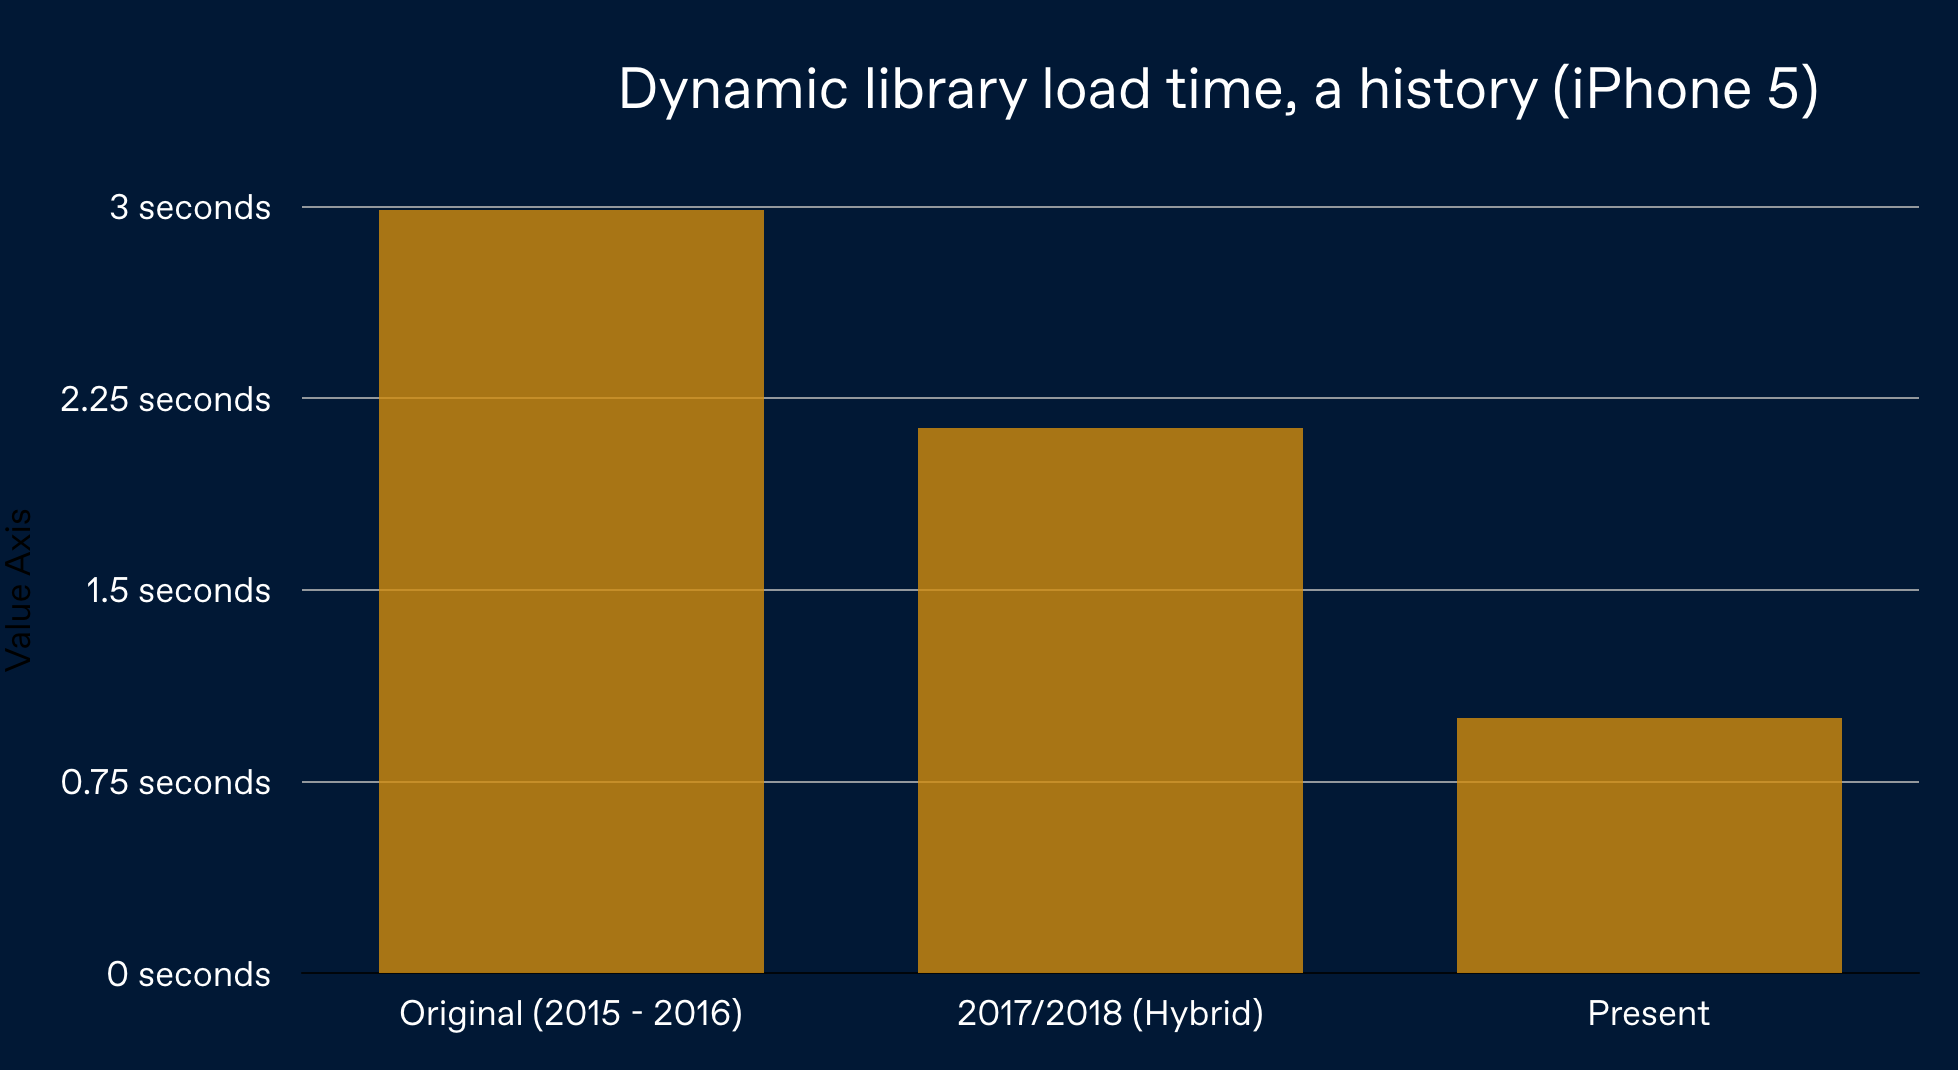 Dynamic library load time, a history (iPhone 5)
3 seconds
2.25 seconds
1.5 seconds
0.75 seconds
0 seconds
Value Axis
Original (2015 - 2016)
2017/2018 (Hybrid)
Present